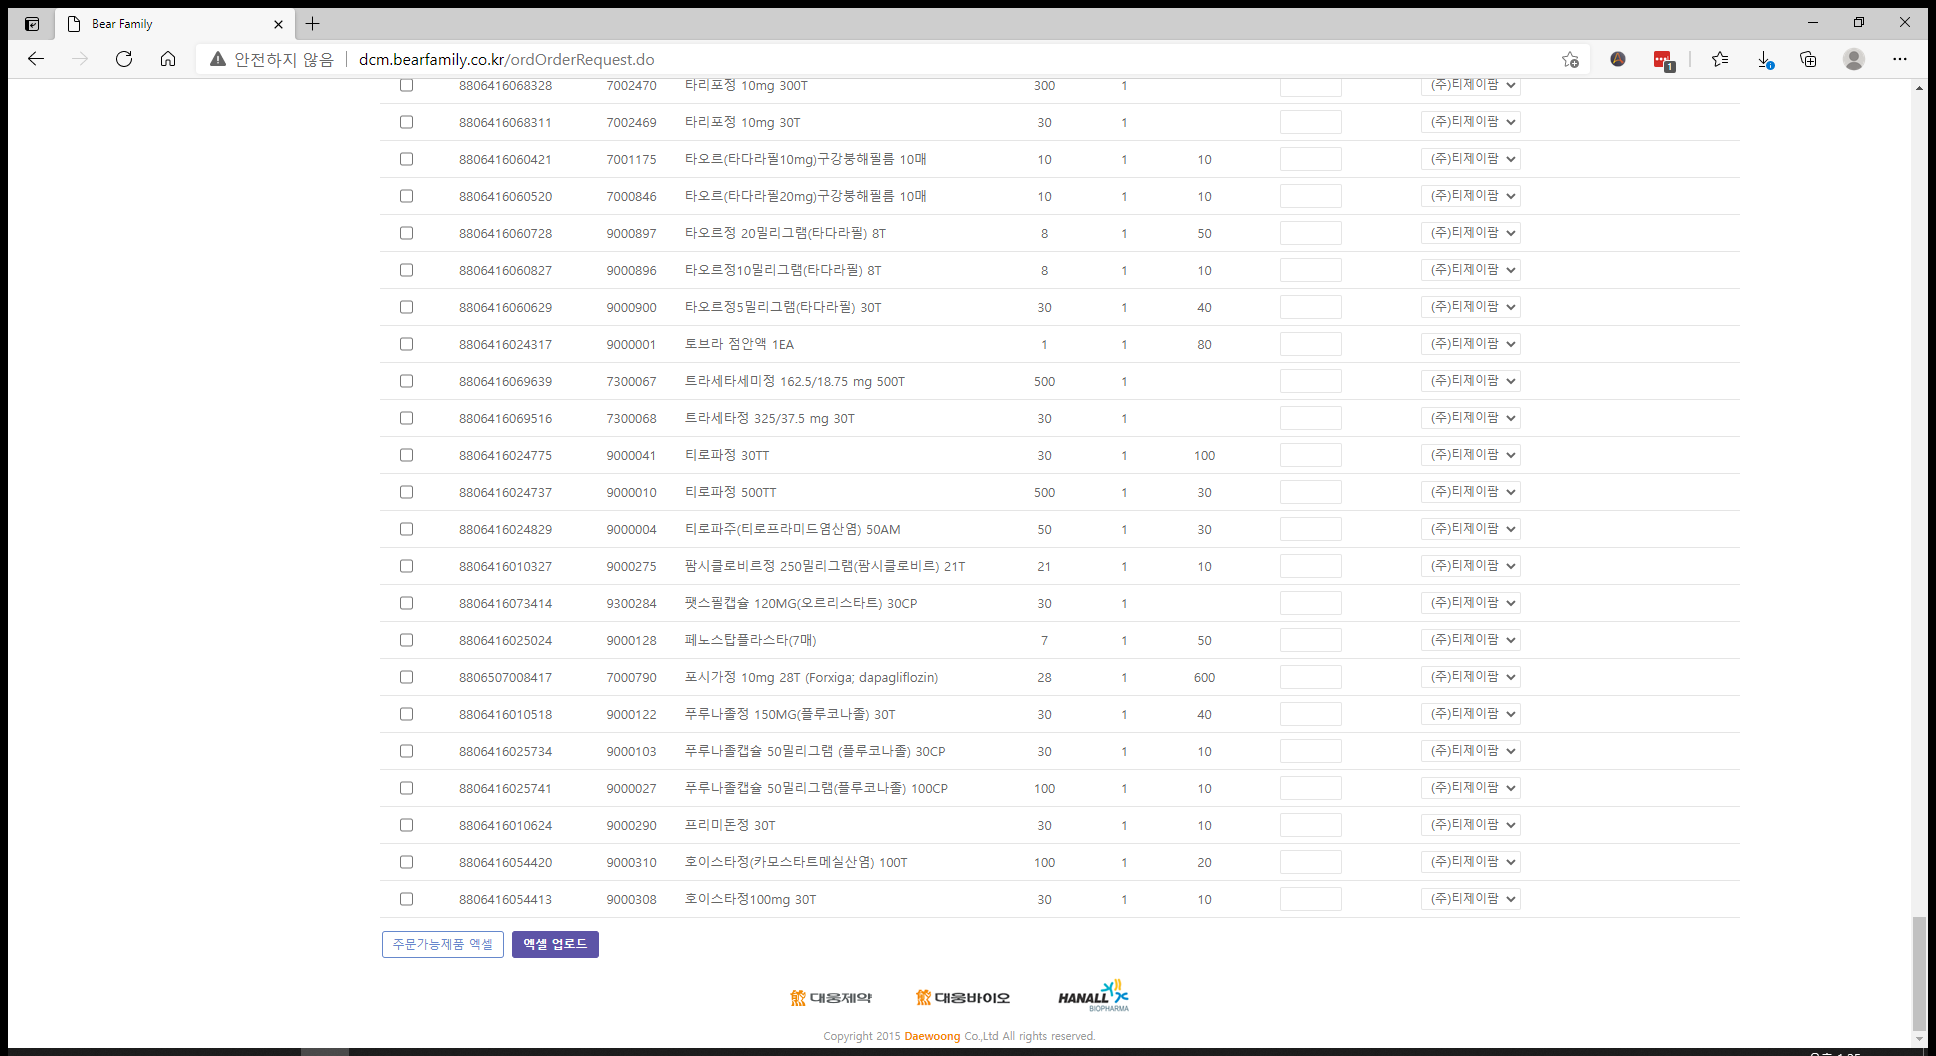 Bear Family
안전하지 않음 dcm.bearfamily.co.kr/ordOrderRequest.do
1
8806416068328 7002470 타리포정 10mg 300T 300 1 (주)티제이팜
8806416068311 7002469 타리포정 10mg 30T 30 1 (주)티제이팜
8806416060421 7001175 타오르(타다라필10mg)구강붕해필름 10매 10 1 10 (주)티제이팜
8806416060520 7000846 타오르(타다라필20mg)구강붕해필름 10매 10 1 10 (주)티제이팜
8806416060728 9000897 타오르정 20밀리그램(타다라필) 8T 8 1 50 (주)티제이팜
8806416060827 9000896 타오르정10밀리그램(타다라필) 8T 8 1 10 (주)티제이팜
8806416060629 9000900 타오르정5밀리그램(타다라필) 30T 30 1 40 (주)티제이팜
8806416024317 9000001 토브라 점안액 1EA 1 1 80 (주)티제이팜
8806416069639 7300067 트라세타세미정 162.5/18.75 mg 500T 500 1 (주)티제이팜
8806416069516 7300068 트라세타정 325/37.5 mg 30T 30 1 (주)티제이팜
8806416024775 9000041 티로파정 30TT 30 1 100 (주)티제이팜
8806416024737 9000010 티로파정 500TT 500 1 30 (주)티제이팜
8806416024829 9000004 티로파주(티로프라미드염산염) 50AM 50 1 30 (주)티제이팜
8806416010327 9000275 팜시클로비르정 250밀리그램(팜시클로비르) 21T 21 1 10 (주)티제이팜
8806416073414 9300284 팻스필캡슐 120MG(오르리스타트) 30CP 30 1 (주)티제이팜
8806416025024 9000128 페노스탑플라스타(7매) 7 1 50 (주)티제이팜
8806507008417 7000790 포시가정 10mg 28T (Forxiga; dapagliflozin) 28 1 600 (주)티제이팜
8806416010518 9000122 푸루나졸정 150MG(플루코나졸) 30T 30 1 40 (주)티제이팜
8806416025734 9000103 푸루나졸캡슐 50밀리그램 (플루코나졸) 30CP 30 1 10 (주)티제이팜
8806416025741 9000027 푸루나졸캡슐 50밀리그램(플루코나졸) 100CP 100 1 10 (주)티제이팜
8806416010624 9000290 프리미돈정 30T 30 1 10 (주)티제이팜
8806416054420 9000310 호이스타정(카모스타트메실산염) 100T 100 1 20 (주)티제이팜
8806416054413 9000308 호이스타정100mg 30T 30 1 10 (주)티제이팜
주문가능제품 엑셀 엑셀 업로드
대웅제약 대웅바이오 HANALL BIOPHARMA
Copyright 2015 Daewoong Co.,Ltd All rights reserved.